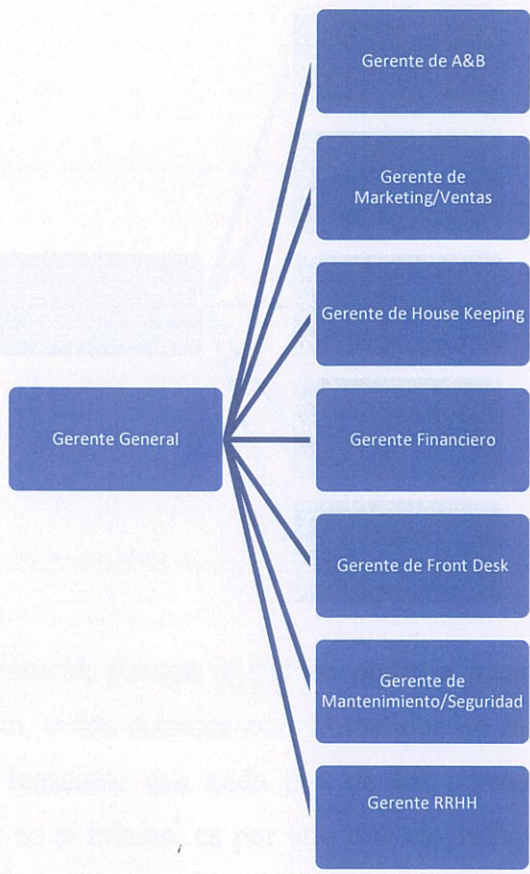 Gerente de A&B
Gerente de
Marketing/Ventas
Gerente de House Keeping
Gerente General
Gerente Financiero
Gerente de Front Desk
Gerente de
Mantenimiento/Seguridad
Gerente RRHH